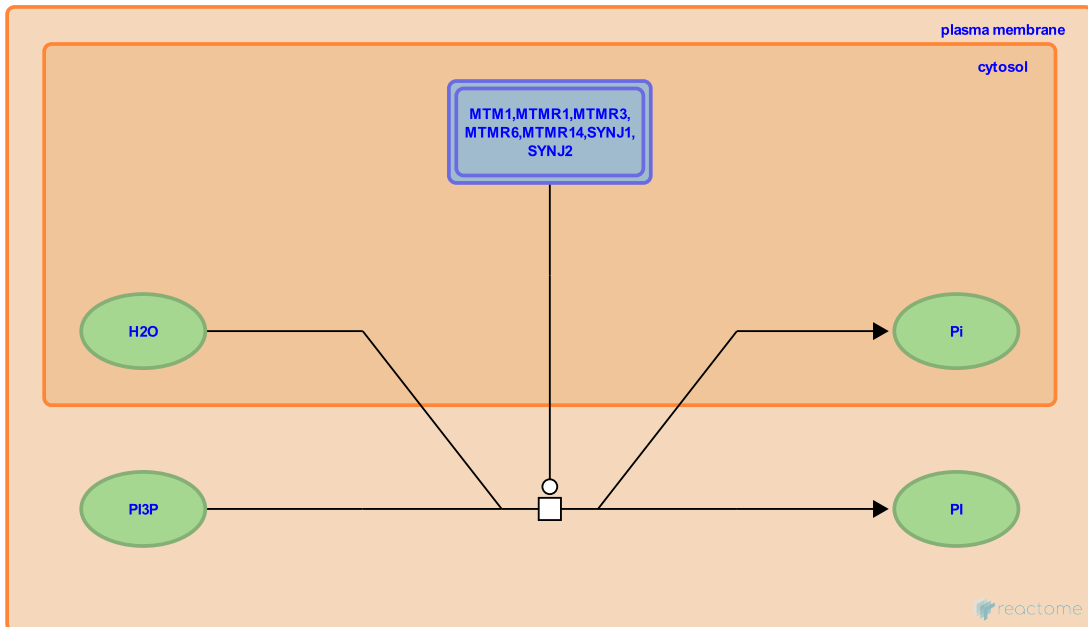 plasma membrane
cytosol
MTM1,MTMR1,MTMR3,
MTMR6,MTMR14,SYNJ1,
SYNJ2
H2O
Pi
PI3P
PI
reactome